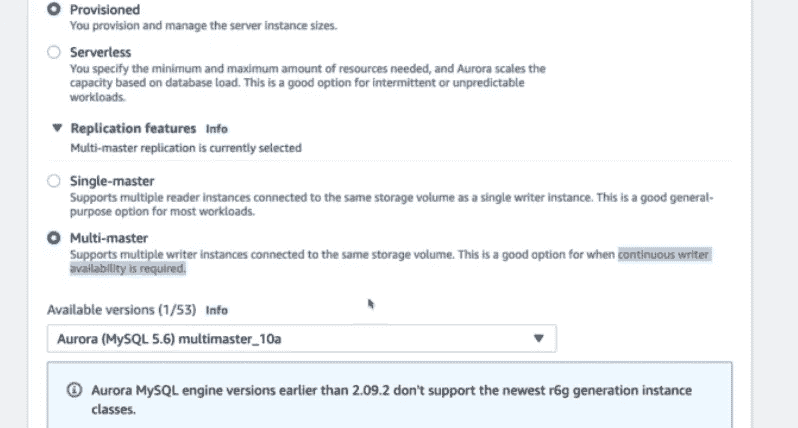 Provisioned
You provision and manage the server instance sizes.
Serverless
You specify the minimum and maximum amount of resources needed, and Aurora scales the
capacity based on database load. This is a good option for intermittent or unpredictable
workloads.
Replication features Info
Multi-master replication is currently selected
Single-master
Supports multiple reader instances connected to the same storage volume as a single writer instance. This is a good general-
purpose option for most workloads.
Multi-master
Supports multiple writer instances connected to the same storage volume. This is a good option for when continuous writer
availability is required.
Available versions (1/53) Info
Aurora (MySQL 5.6) multimaster_10a
Aurora MySQL engine versions earlier than 2.09.2 don't support the newest r6g generation instance
classes.